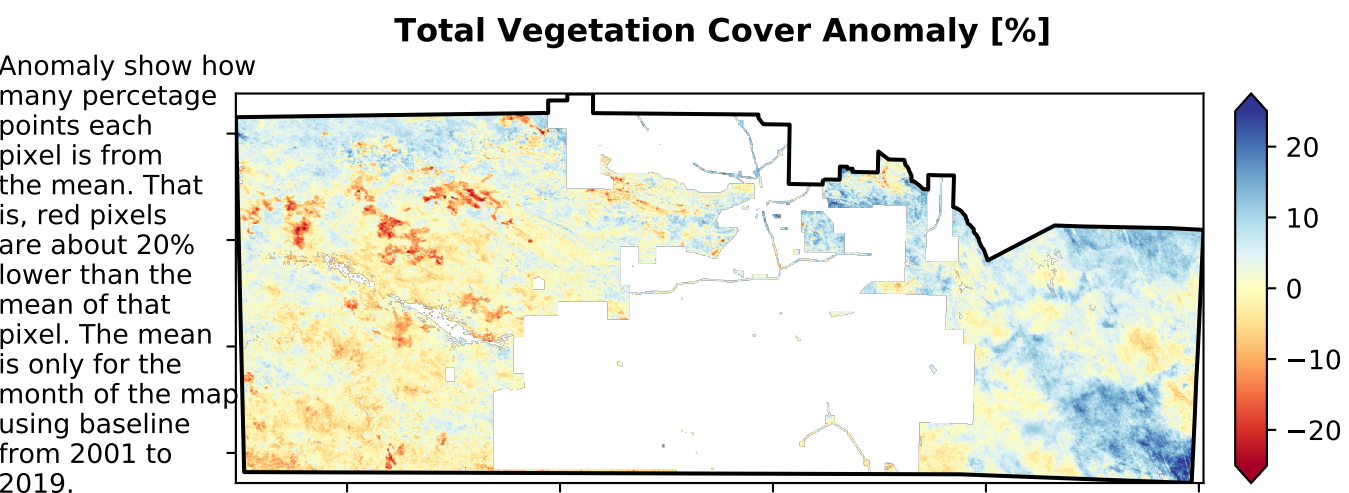 Total Vegetation Cover Anomaly [%]
Anomaly show how
many percetage
points each
pixel is from
the mean. That
is, red pixels
are about 20%
lower than the
mean of that
pixel. The mean
is only for the
month of the map
using baseline
from 2001 to
2019.
20
10
0
−10
−20